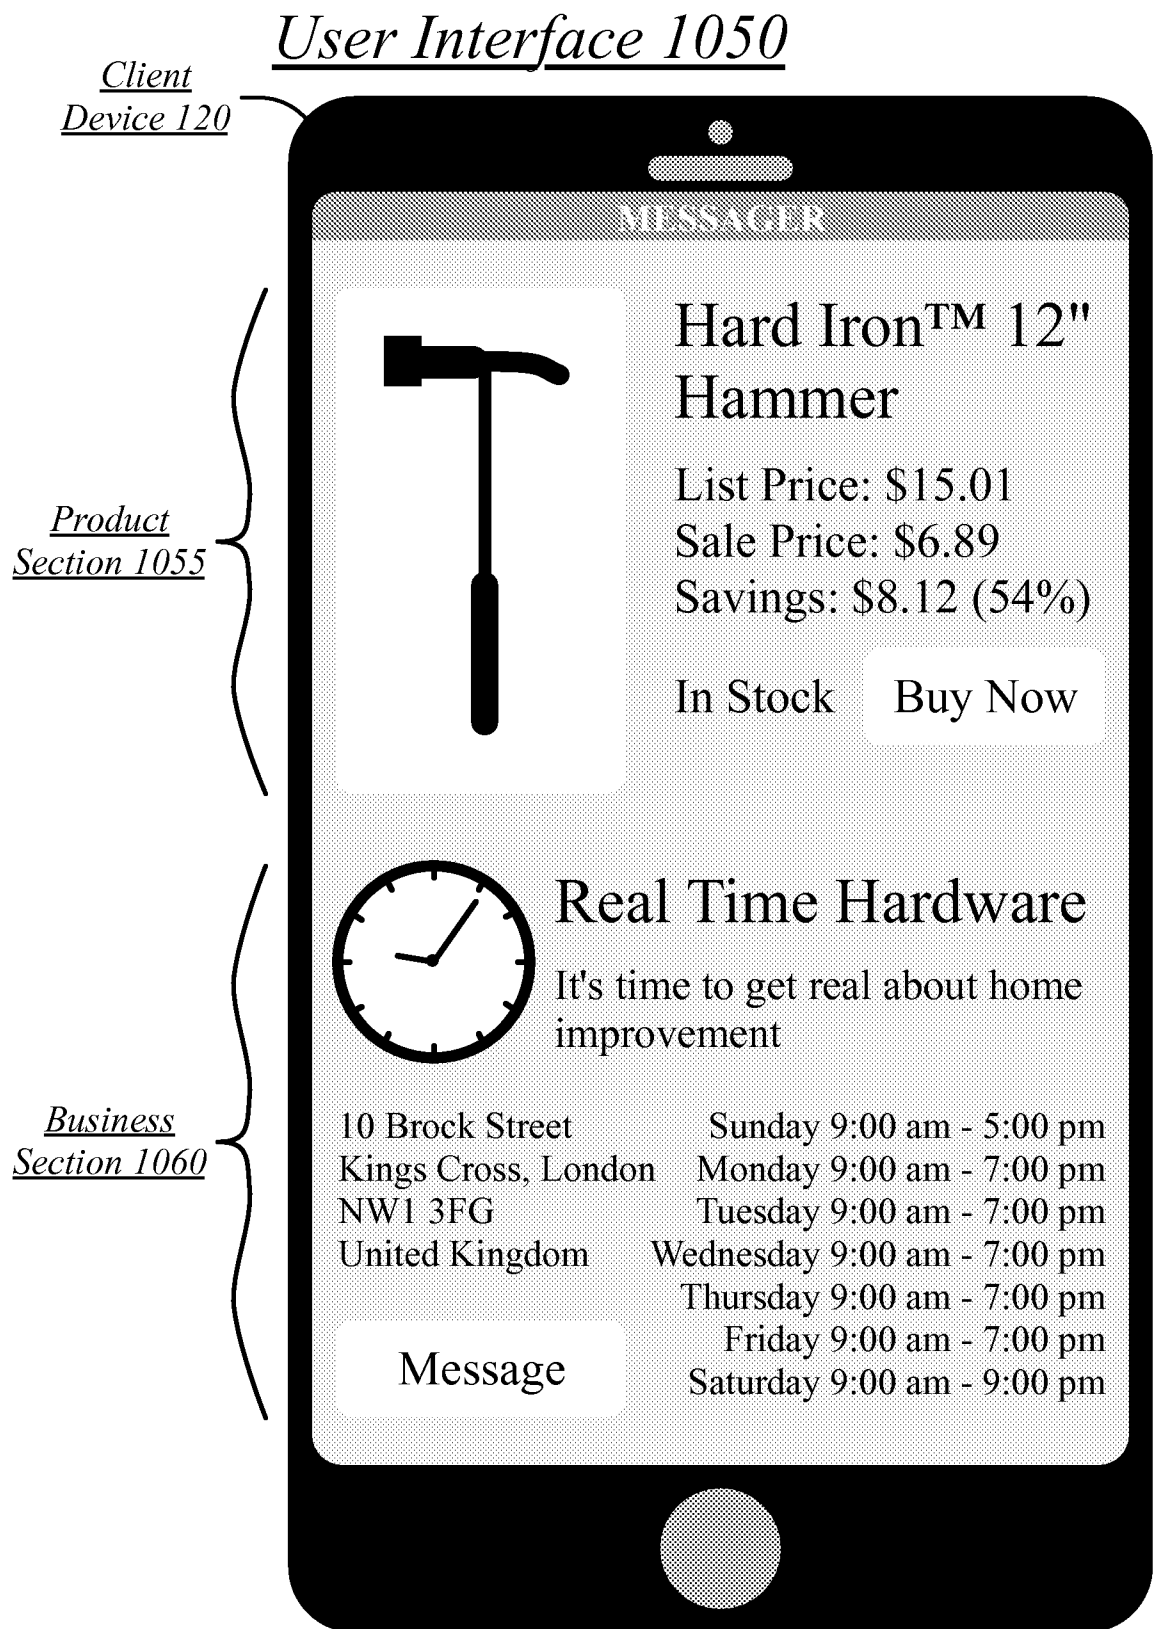 User Interface 1050
Client
Device 120
MESSAGER
Hard Iron™ 12"
Hammer
List Price: $15.01
Sale Price: $6.89
Savings: $8.12 (54%)
In Stock
Buy Now
Product
Section 1055
Real Time Hardware
It's time to get real about home
improvement
Business
Section 1060
10 Brock Street
Kings Cross, London
NW1 3FG
United Kingdom
Sunday 9:00 am - 5:00 pm
Monday 9:00 am - 7:00 pm
Tuesday 9:00 am - 7:00 pm
Wednesday 9:00 am - 7:00 pm
Thursday 9:00 am - 7:00 pm
Friday 9:00 am - 7:00 pm
Saturday 9:00 am - 9:00 pm
Message